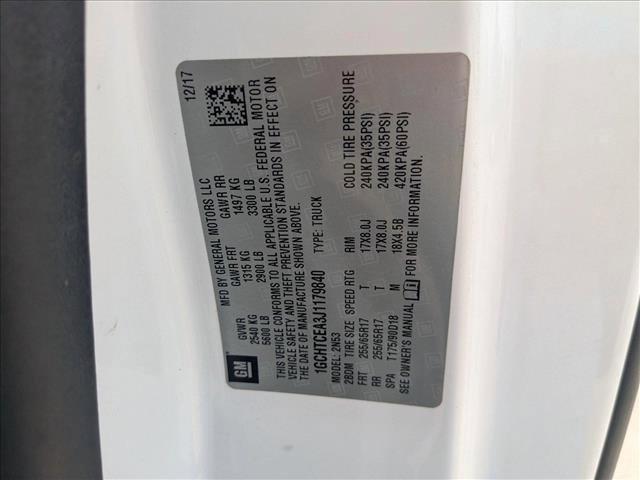 12/17
GM
MFD BY GENERAL MOTORS LLC
GVWR GAWR FRT GAWR RR
2540 KG 1315 KG 1497 KG
5600 LB 2900 LB 3300 LB
THIS VEHICLE CONFORMS TO ALL APPLICABLE U.S. FEDERAL MOTOR
VEHICLE SAFETY AND THEFT PREVENTION STANDARDS IN EFFECT ON
THE DATE OF MANUFACTURE SHOWN ABOVE.
1GCHTCEA3J1179840 TYPE: TRUCK
MODEL: 2N53
2BDM TIRE SIZE SPEED RTG RIM COLD TIRE PRESSURE
FRT 255/65R17 T 17X8.0J 240KPA(35PSI)
RR 255/65R17 T 17X8.0J 240KPA(35PSI)
SPA T175/90D18 M 18X4.5B 420KPA(60PSI)
SEE OWNER'S MANUAL FOR MORE INFORMATION.